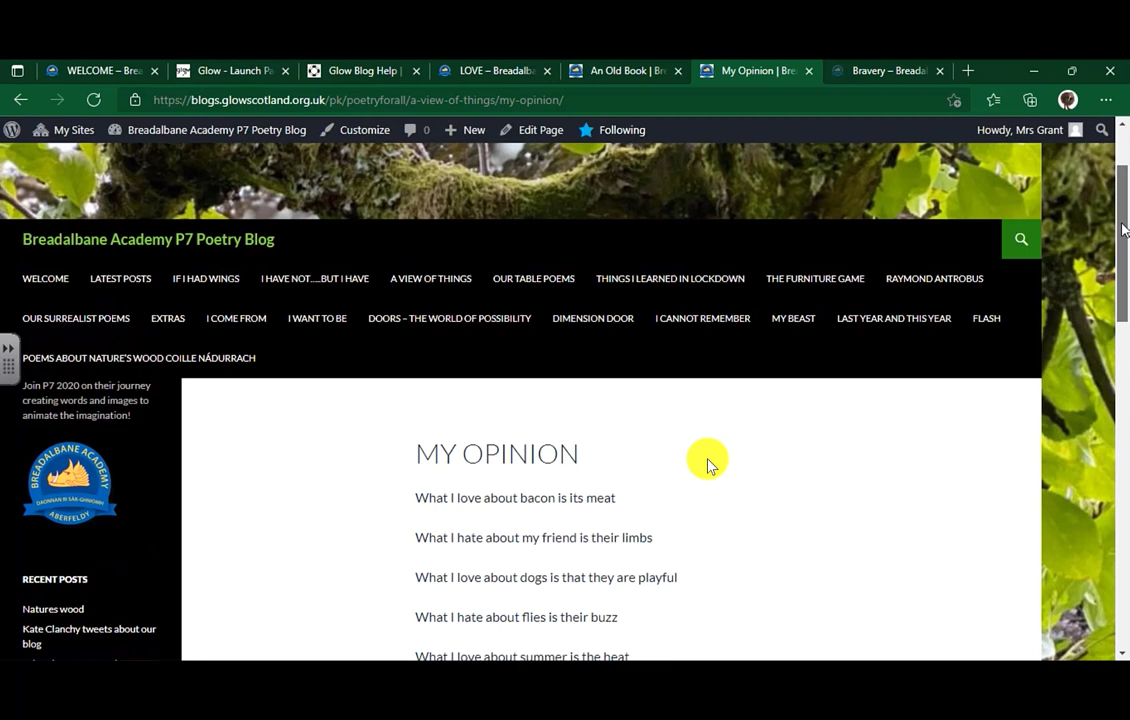 WELCOME – Brea
Glow - Launch Pa
Glow Blog Help |
LOVE – Breadalba
An Old Book | Bre
My Opinion | Bre
Bravery – Breadal
https://blogs.glowscotland.org.uk/pk/poetryforall/a-view-of-things/my-opinion/
My Sites Breadalbane Academy P7 Poetry Blog Customize 0 New Edit Page Following Howdy, Mrs Grant
Breadalbane Academy P7 Poetry Blog
WELCOME LATEST POSTS IF I HAD WINGS I HAVE NOT.....BUT I HAVE A VIEW OF THINGS OUR TABLE POEMS THINGS I LEARNED IN LOCKDOWN THE FURNITURE GAME RAYMOND ANTROBUS
OUR SURREALIST POEMS EXTRAS I COME FROM I WANT TO BE DOORS – THE WORLD OF POSSIBILITY DIMENSION DOOR I CANNOT REMEMBER MY BEAST LAST YEAR AND THIS YEAR FLASH
POEMS ABOUT NATURE'S WOOD COILLE NÁDURRACH
Join P7 2020 on their journey
creating words and images to
animate the imagination!
BREADALBANE ACADEMY
ABERFELDY
RECENT POSTS
Natures wood
Kate Clanchy tweets about our
blog
MY OPINION
What I love about bacon is its meat
What I hate about my friend is their limbs
What I love about dogs is that they are playful
What I hate about flies is their buzz
What I love about summer is the heat